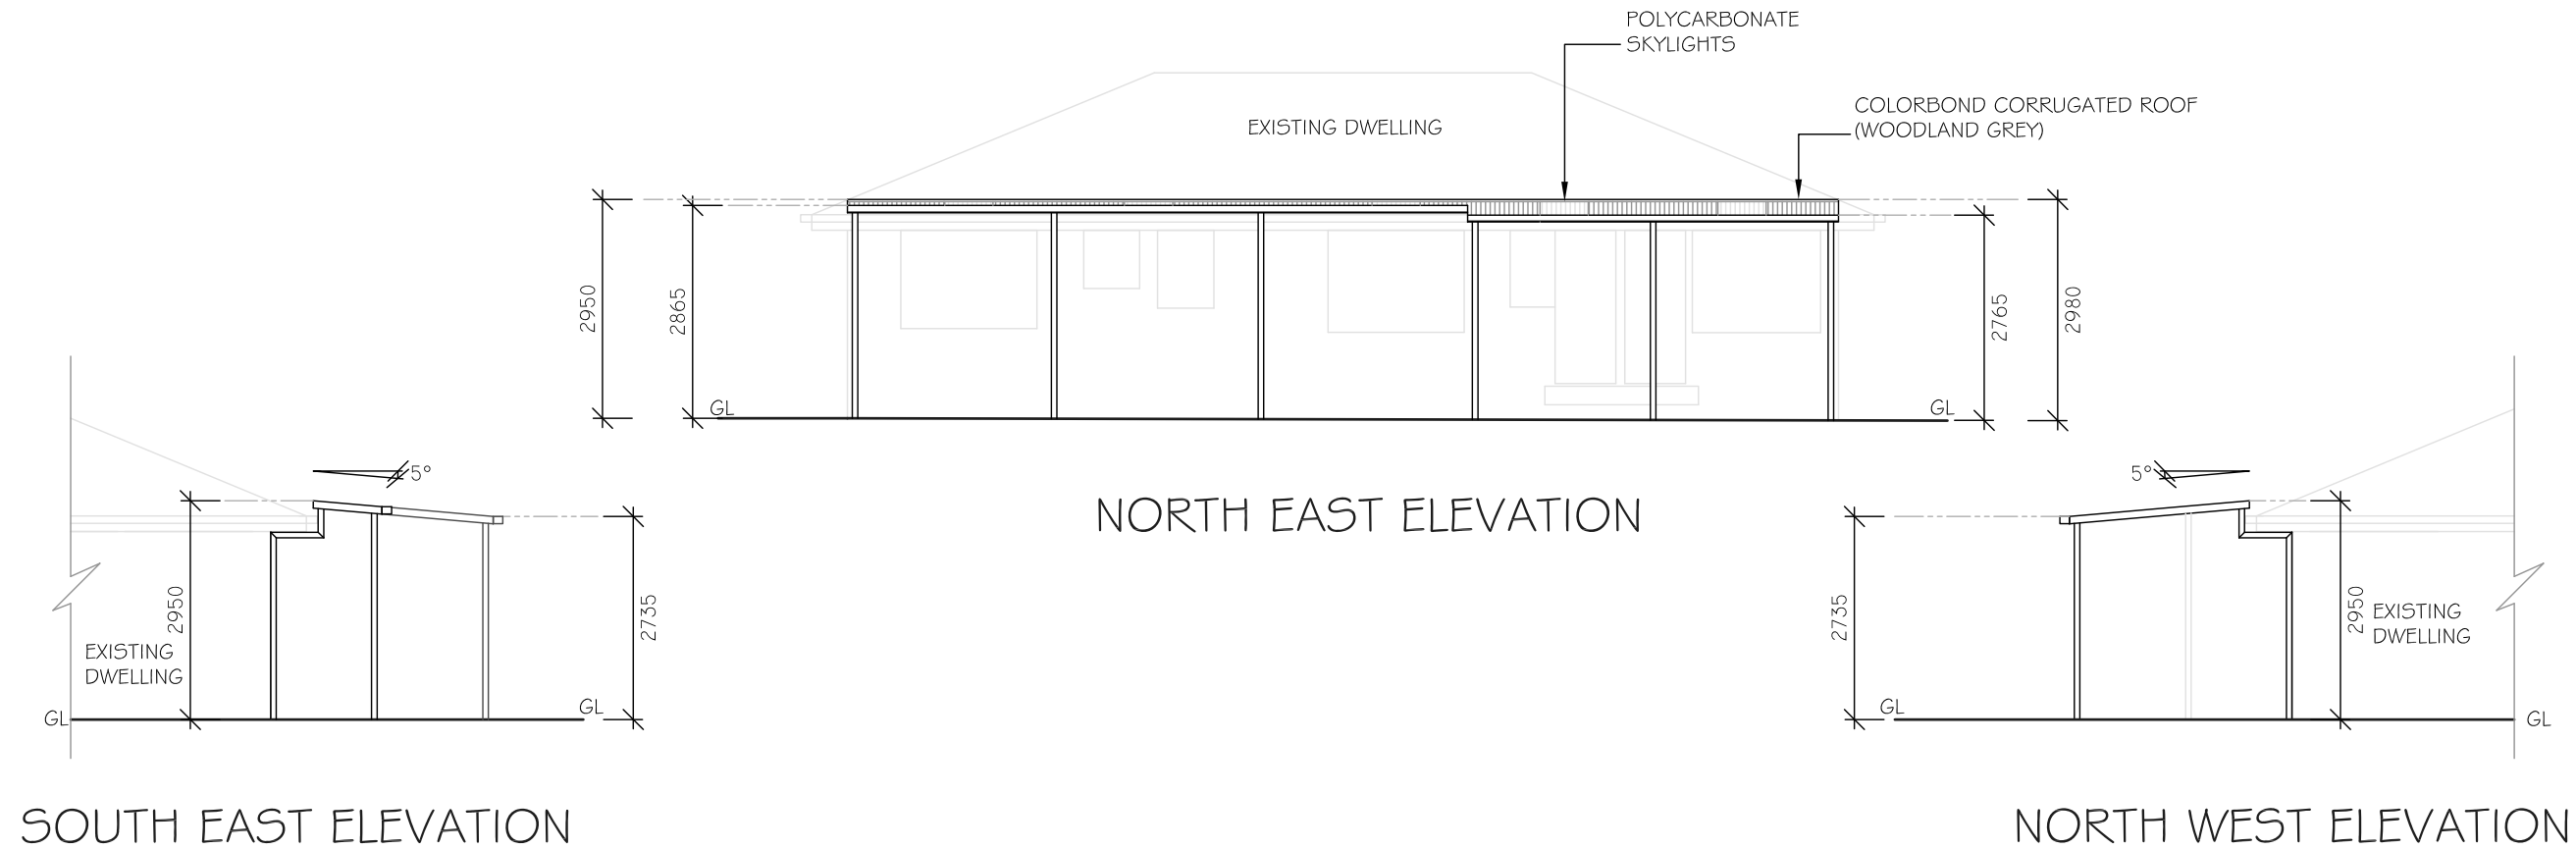 POLYCARBONATE
SKYLIGHTS
COLORBOND CORRUGATED ROOF
(WOODLAND GREY)
EXISTING DWELLING
2950
2865
2765
2980
GL
GL
NORTH EAST ELEVATION
5°
2950
2735
EXISTING
DWELLING
GL
GL
SOUTH EAST ELEVATION
5°
2735
2950
EXISTING
DWELLING
GL
GL
NORTH WEST ELEVATION